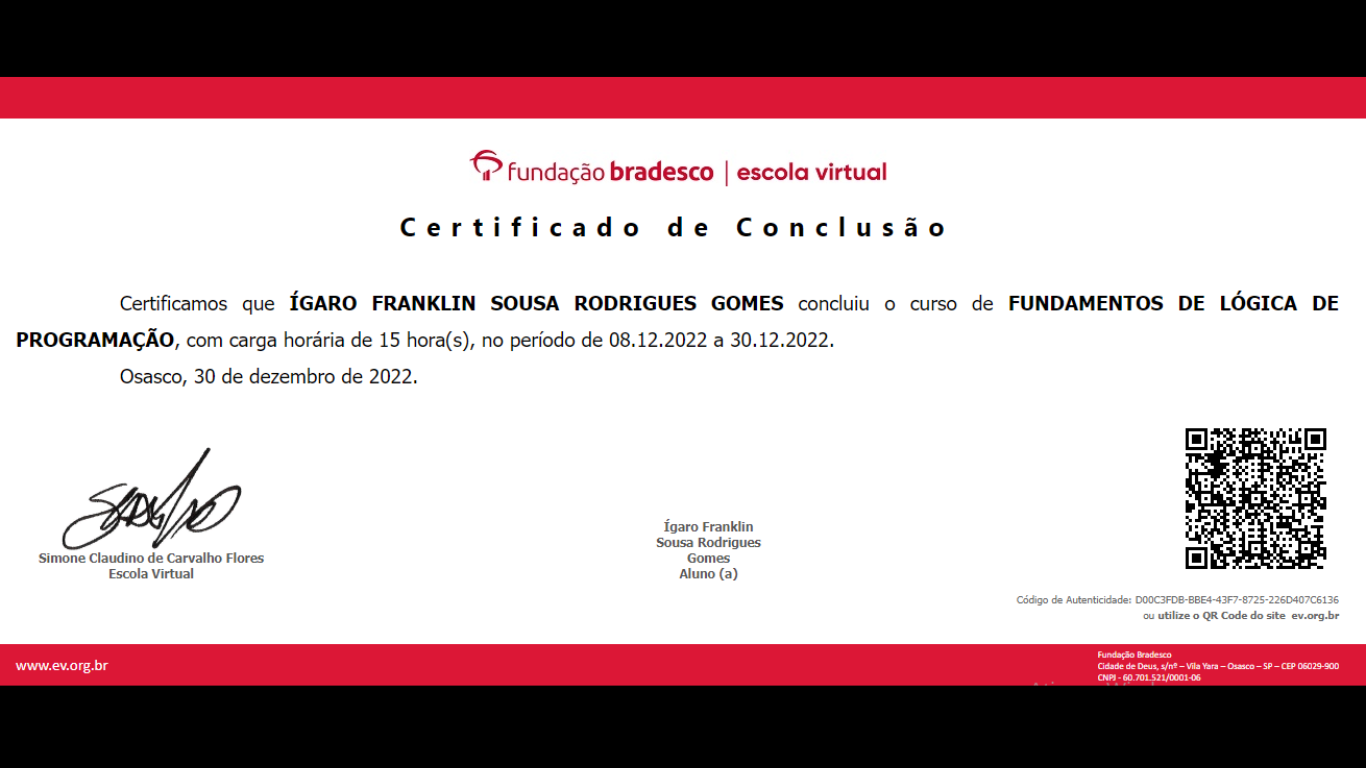 fundação bradesco | escola virtual
Certificado de Conclusão
Certificamos que ÍGARO FRANKLIN SOUSA RODRIGUES GOMES concluiu o curso de FUNDAMENTOS DE LÓGICA DE
PROGRAMAÇÃO, com carga horária de 15 hora(s), no período de 08.12.2022 a 30.12.2022.
Osasco, 30 de dezembro de 2022.
Simone Claudino de Carvalho Flores
Escola Virtual
Ígaro Franklin
Sousa Rodrigues
Gomes
Aluno (a)
Código de Autenticidade: D00C3FDB-BBE4-43F7-8725-226D407C6136
ou utilize o QR Code do site ev.org.br
www.ev.org.br
Fundação Bradesco
Cidade de Deus, s/nº – Vila Yara – Osasco – SP – CEP 06029-900
CNPJ - 60.701.521/0001-06